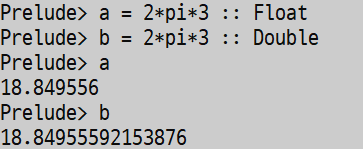 Prelude> a = 2*pi*3 :: Float
Prelude> b = 2*pi*3 :: Double
Prelude> a
18.849556
Prelude> b
18.84955592153876